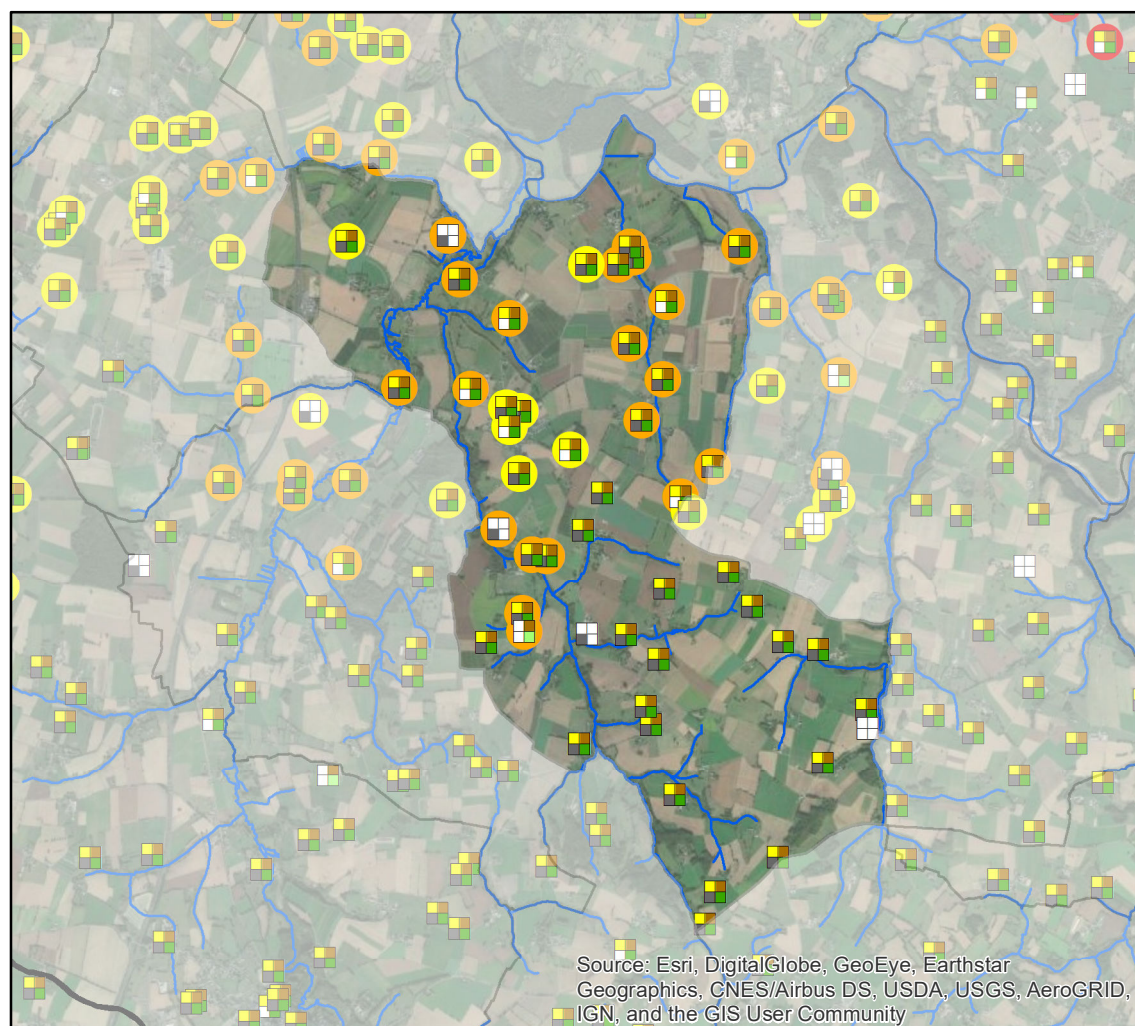 Source: Esri, DigitalGlobe, GeoEye, Earthstar
Geographics, CNES/Airbus DS, USDA, USGS, AeroGRID,
IGN, and the GIS User Community